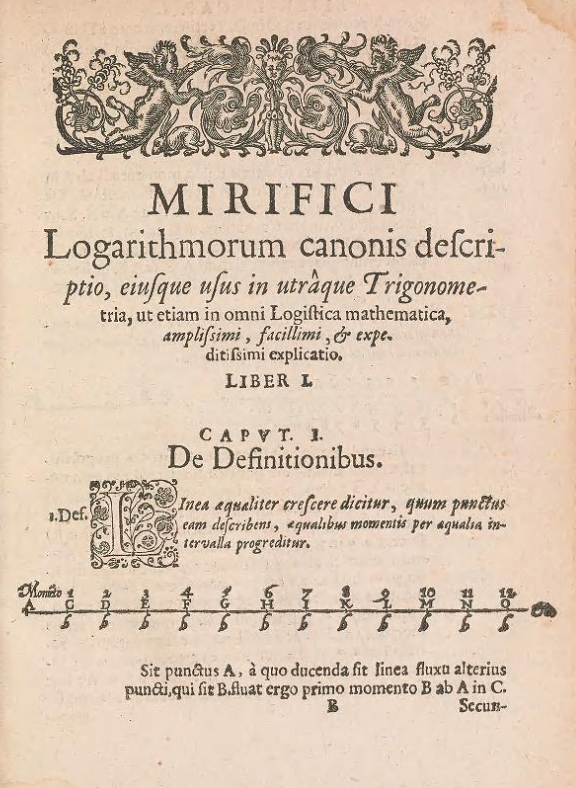 MIRIFICI
Logarithmorum canonis deſcri-
ptio, eiuſque uſus in utrâque Trigonome-
tria, ut etiam in omni Logiſtica mathematica,
ampliſsimi, facillimi, & expe-
ditiſsimi explicatio.
LIBER I.
CAPVT. I.
De Definitionibus.
1.Def.
LInea æqualiter creſcere dicitur, quum punctus
eam deſcribens, æqualibus momentis per æqualia in-
tervalla progreditur.
Momẽto 1 2 3 4 5 6 7 8 9 10 11 12
A C D E F G H I K L M N O
b b b b b b b b b b b b
Sit punctus A, à quo ducenda ſit linea fluxu alterius
puncti, qui ſit B. fluat ergo primo momento B ab A in C.
B Secun-